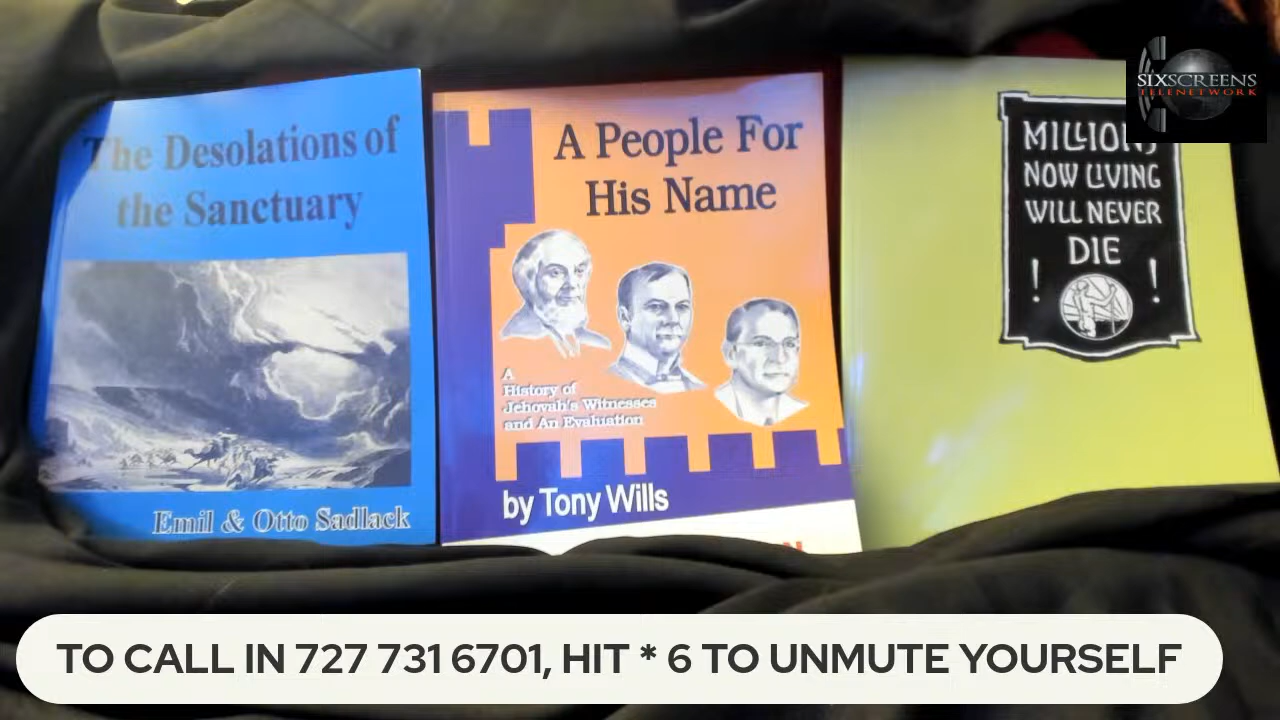 The Desolations of
the Sanctuary
Emil & Otto Sadlack
A People For
His Name
A
History of
Jehovah's Witnesses
and An Evaluation
by Tony Wills
MILLIONS
NOW LIVING
WILL NEVER
DIE
! !
SIXSCREENS
TELENETWORK
TO CALL IN 727 731 6701, HIT * 6 TO UNMUTE YOURSELF